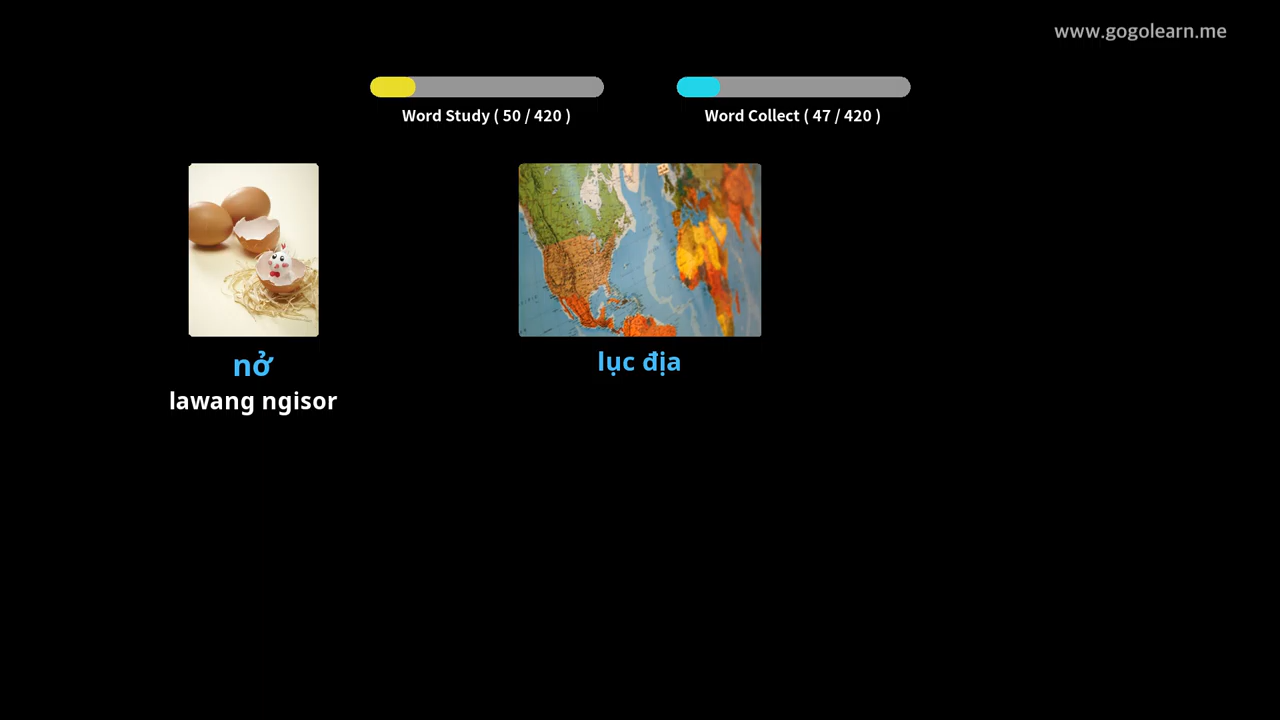 www.gogolearn.me
Word Study ( 50 / 420 )
Word Collect ( 47 / 420 )
nở
lawang ngisor
lục địa